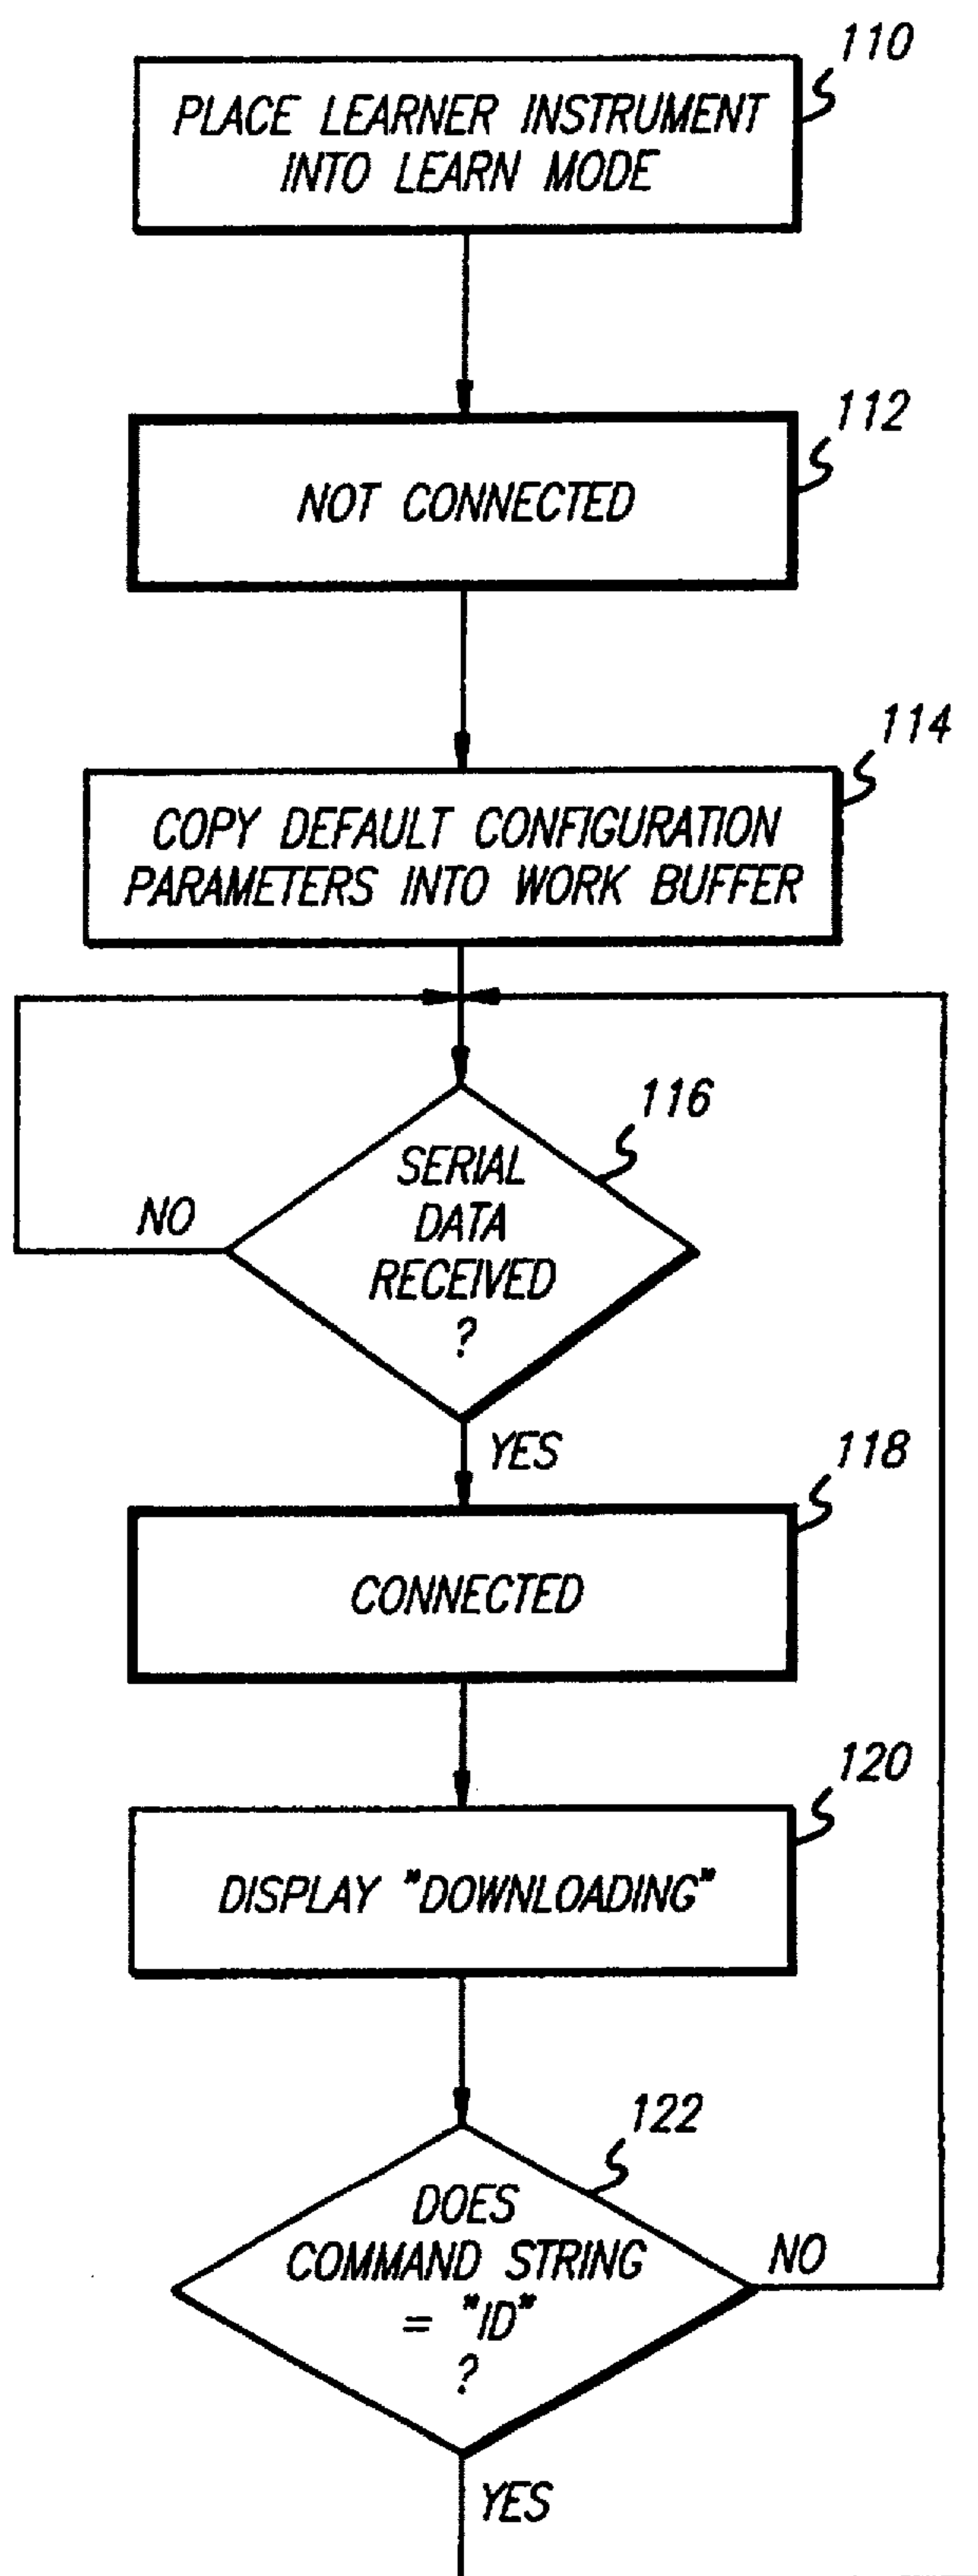 110
PLACE LEARNER INSTRUMENT
INTO LEARN MODE
112
NOT CONNECTED
114
COPY DEFAULT CONFIGURATION
PARAMETERS INTO WORK BUFFER
116
SERIAL
DATA
RECEIVED
?
NO
YES
118
CONNECTED
120
DISPLAY "DOWNLOADING"
122
DOES
COMMAND STRING
= "ID"
?
NO
YES